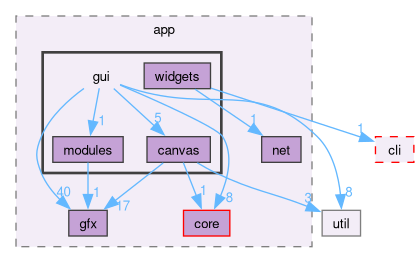 app
gui
widgets
5
1
1
1
modules
canvas
net
cli
40
1
17
1
8
3
8
gfx
core
util